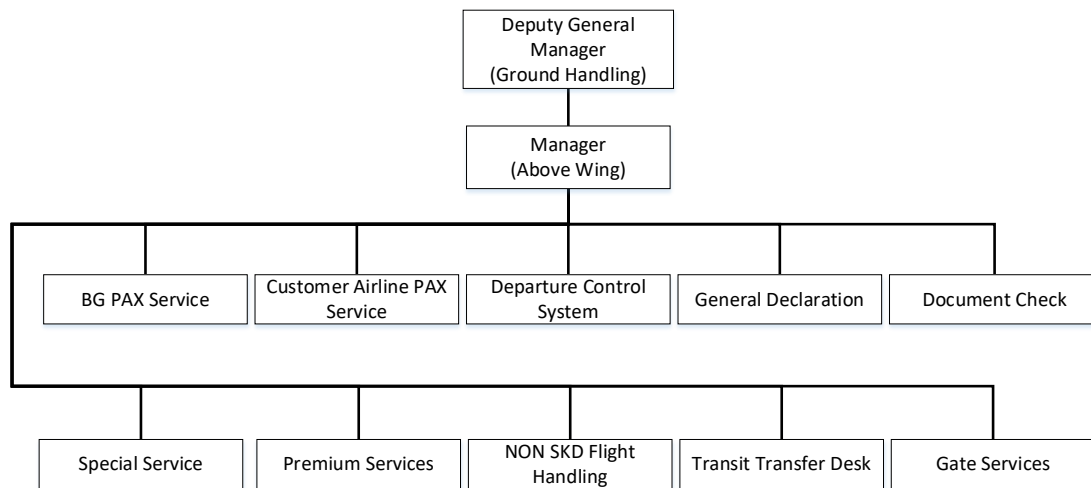 Deputy General
Manager
(Ground Handling)
Manager
(Above Wing)
BG PAX Service
Customer Airline PAX
Service
Departure Control
System
General Declaration
Document Check
Special Service
Premium Services
NON SKD Flight
Handling
Transit Transfer Desk
Gate Services